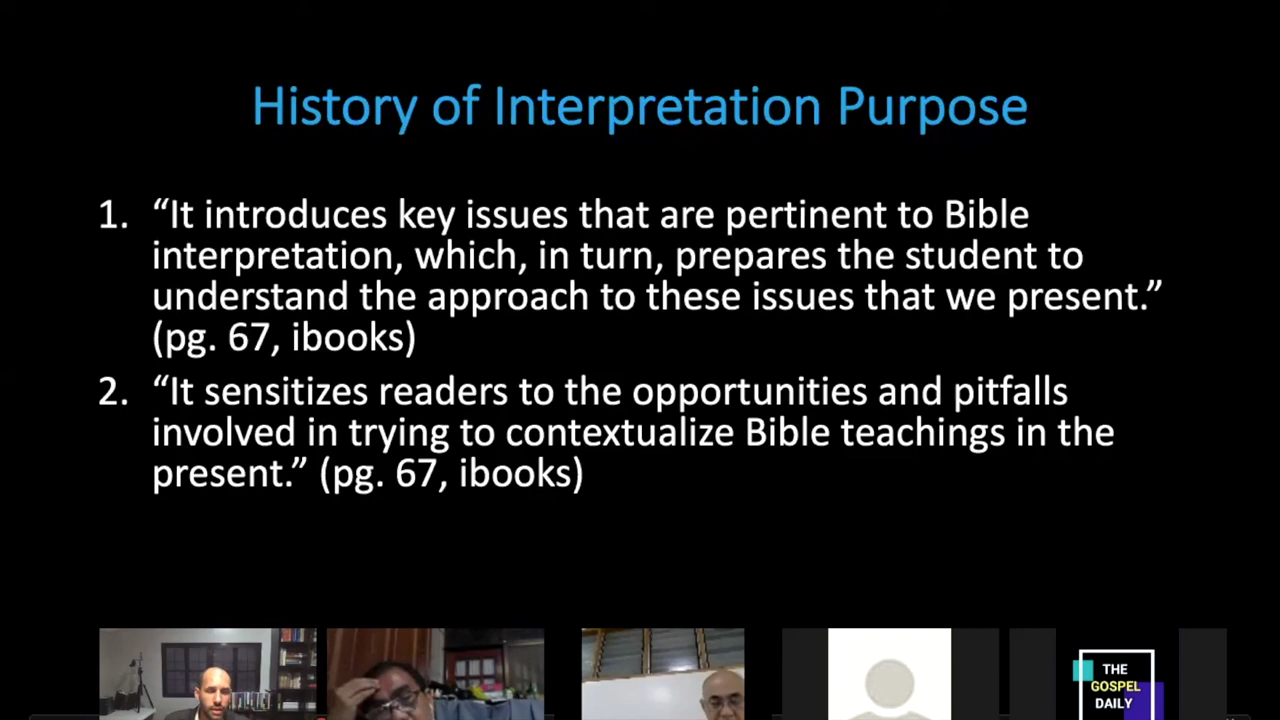 History of Interpretation Purpose
1. “It introduces key issues that are pertinent to Bible
interpretation, which, in turn, prepares the student to
understand the approach to these issues that we present.”
(pg. 67, ibooks)
2. “It sensitizes readers to the opportunities and pitfalls
involved in trying to contextualize Bible teachings in the
present.” (pg. 67, ibooks)
THE
GOSPEL
DAILY